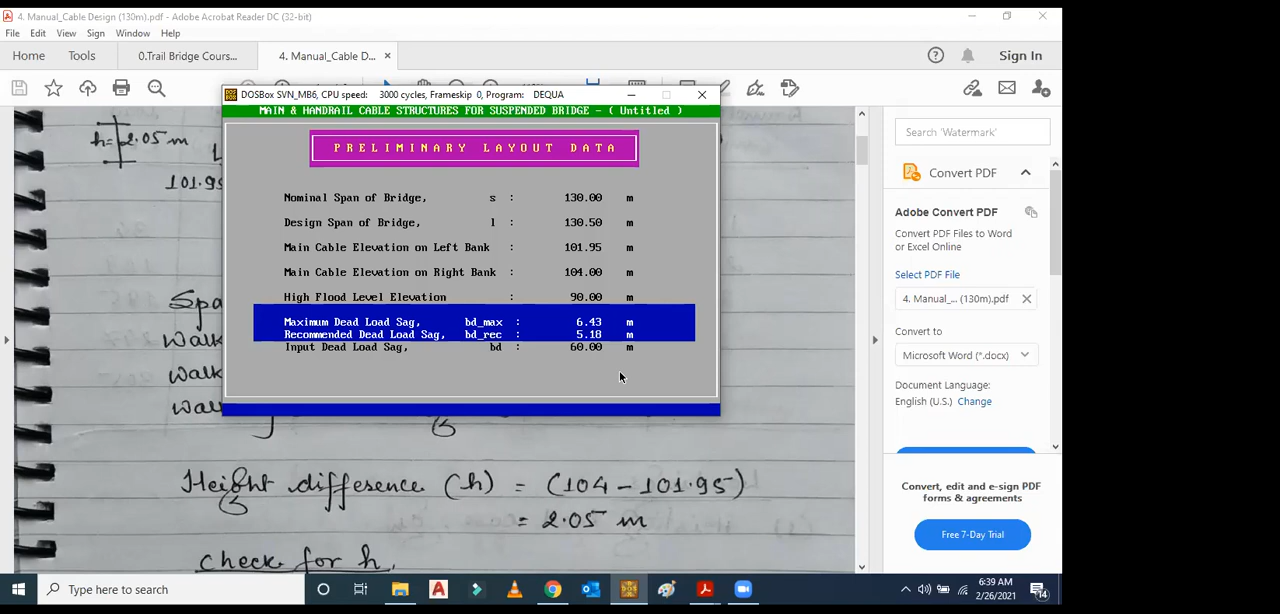 4. Manual_Cable Design (130m).pdf - Adobe Acrobat Reader DC (32-bit)
File Edit View Sign Window Help
Home Tools 0.Trail Bridge Cours... 4. Manual_Cable D... × Sign In
DOSBox SVN_MB6, CPU speed: 3000 cycles, Frameskip 0, Program: DEQUA
MAIN & HANDRAIL CABLE STRUCTURES FOR SUSPENDED BRIDGE - ( Untitled )
PRELIMINARY LAYOUT DATA
Nominal Span of Bridge, s : 130.00 m
Design Span of Bridge, l : 130.50 m
Main Cable Elevation on Left Bank : 101.95 m
Main Cable Elevation on Right Bank : 104.00 m
High Flood Level Elevation : 90.00 m
Maximum Dead Load Sag, bd_max : 6.43 m
Recommended Dead Load Sag, bd_rec : 5.18 m
Input Dead Load Sag, bd : 60.00 m
h= 2.05 m
101.95
Spa
Walk
Walk
Wal
Height difference (h) = (104 - 101.95)
= 2.05 m
check for h.
Search 'Watermark'
Convert PDF
Adobe Convert PDF
Convert PDF Files to Word
or Excel Online
Select PDF File
4. Manual_... (130m).pdf ×
Convert to
Microsoft Word (*.docx)
Document Language:
English (U.S.) Change
Convert, edit and e-sign PDF
forms & agreements
Free 7-Day Trial
Type here to search
6:39 AM
2/26/2021
14